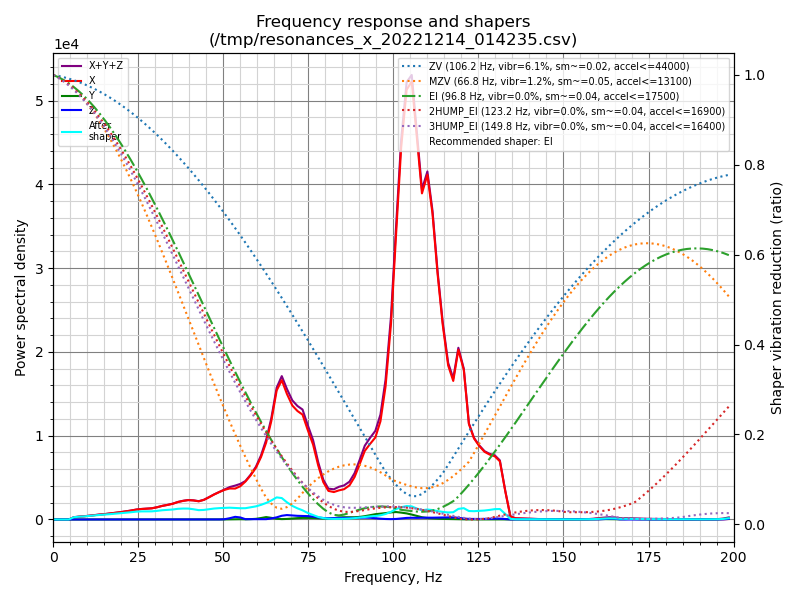 Frequency response and shapers
(/tmp/resonances_x_20221214_014235.csv)
1e4
X+Y+Z
X
Y
Z
After
shaper
ZV (106.2 Hz, vibr=6.1%, sm~=0.02, accel<=44000)
MZV (66.8 Hz, vibr=1.2%, sm~=0.05, accel<=13100)
EI (96.8 Hz, vibr=0.0%, sm~=0.04, accel<=17500)
2HUMP_EI (123.2 Hz, vibr=0.0%, sm~=0.04, accel<=16900)
3HUMP_EI (149.8 Hz, vibr=0.0%, sm~=0.04, accel<=16400)
Recommended shaper: EI
Power spectral density
5
4
3
2
1
0
1.0
0.8
0.6
0.4
0.2
0.0
Shaper vibration reduction (ratio)
0 25 50 75 100 125 150 175 200
Frequency, Hz